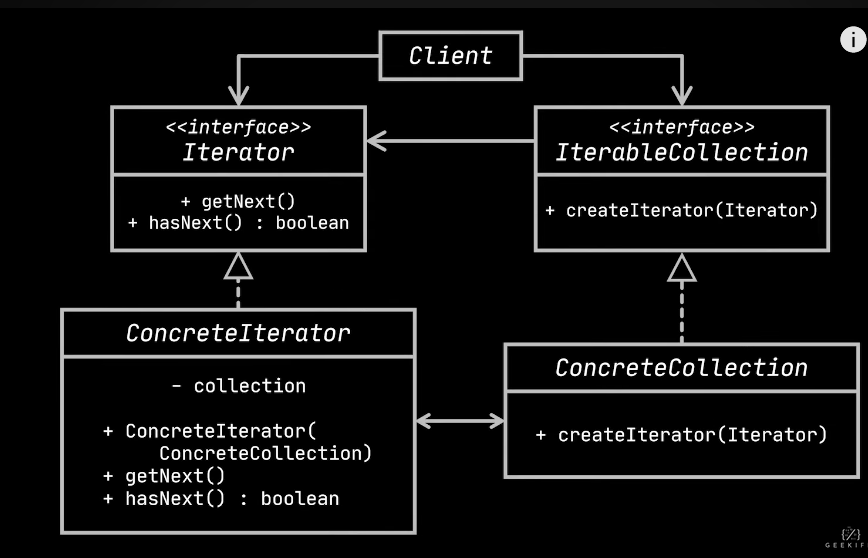 Client
i
<<interface>>
Iterator
+ getNext()
+ hasNext() : boolean
<<interface>>
IterableCollection
+ createIterator(Iterator)
ConcreteIterator
- collection
+ ConcreteIterator(
ConcreteCollection)
+ getNext()
+ hasNext() : boolean
ConcreteCollection
+ createIterator(Iterator)
GEEKIF